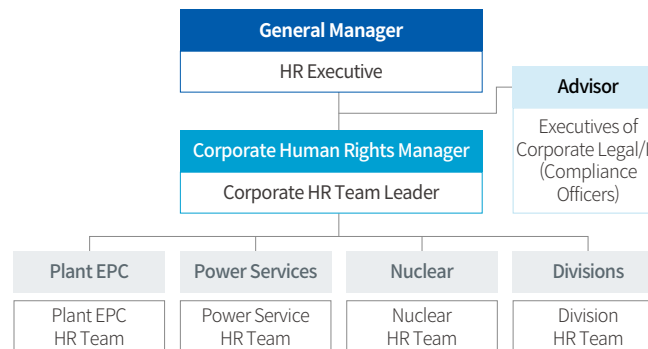 General Manager
HR Executive
Advisor
Executives of
Corporate Legal/
(Compliance
Officers)
Corporate Human Rights Manager
Corporate HR Team Leader
Plant EPC
Power Services
Nuclear
Divisions
Plant EPC
HR Team
Power Service
HR Team
Nuclear
HR Team
Division
HR Team